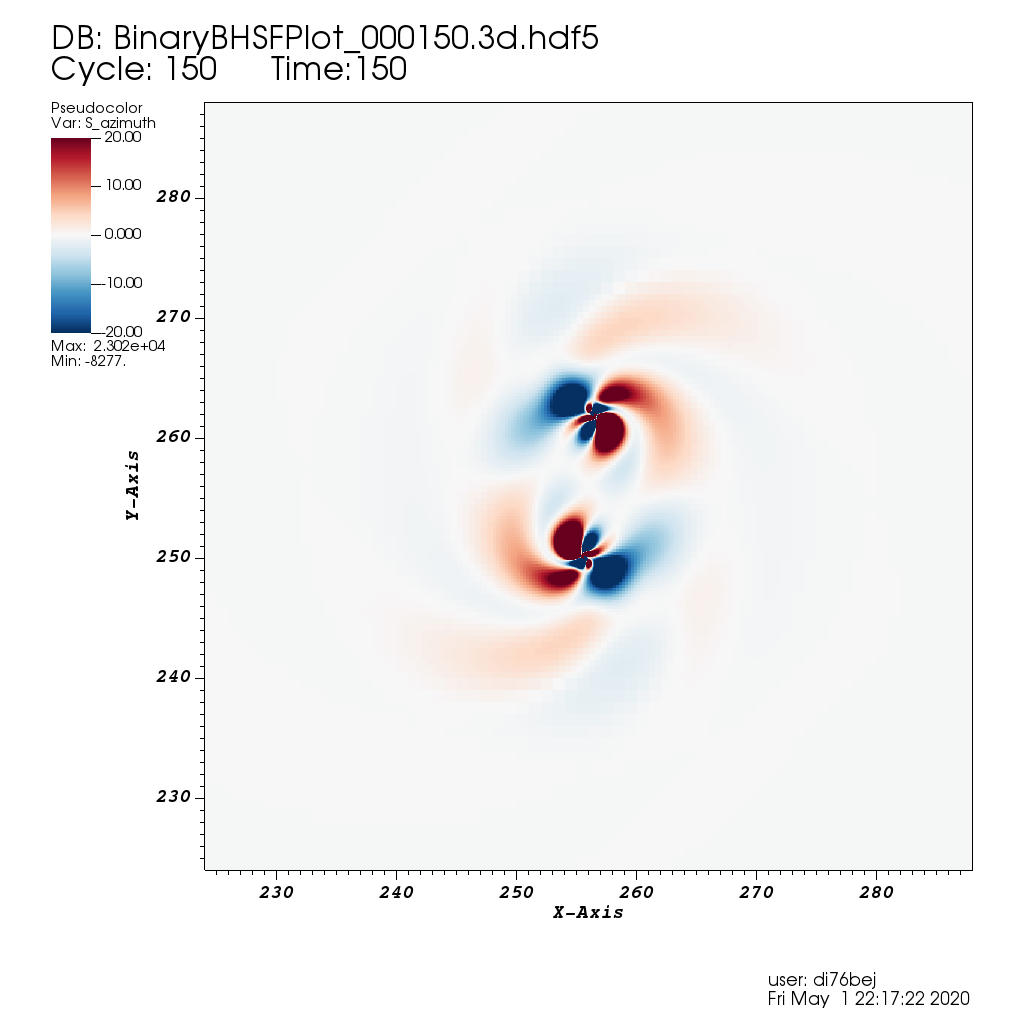 DB: BinaryBHSFPlot_000150.3d.hdf5
Cycle: 150 Time:150
Pseudocolor
Var: S_azimuth
20.00
10.00
0.000
-10.00
-20.00
Max: 2.302e+04
Min: -8277.
280
270
260
250
240
230
Y-Axis
230 240 250 260 270 280
X-Axis
user: di76bej
Fri May 1 22:17:22 2020